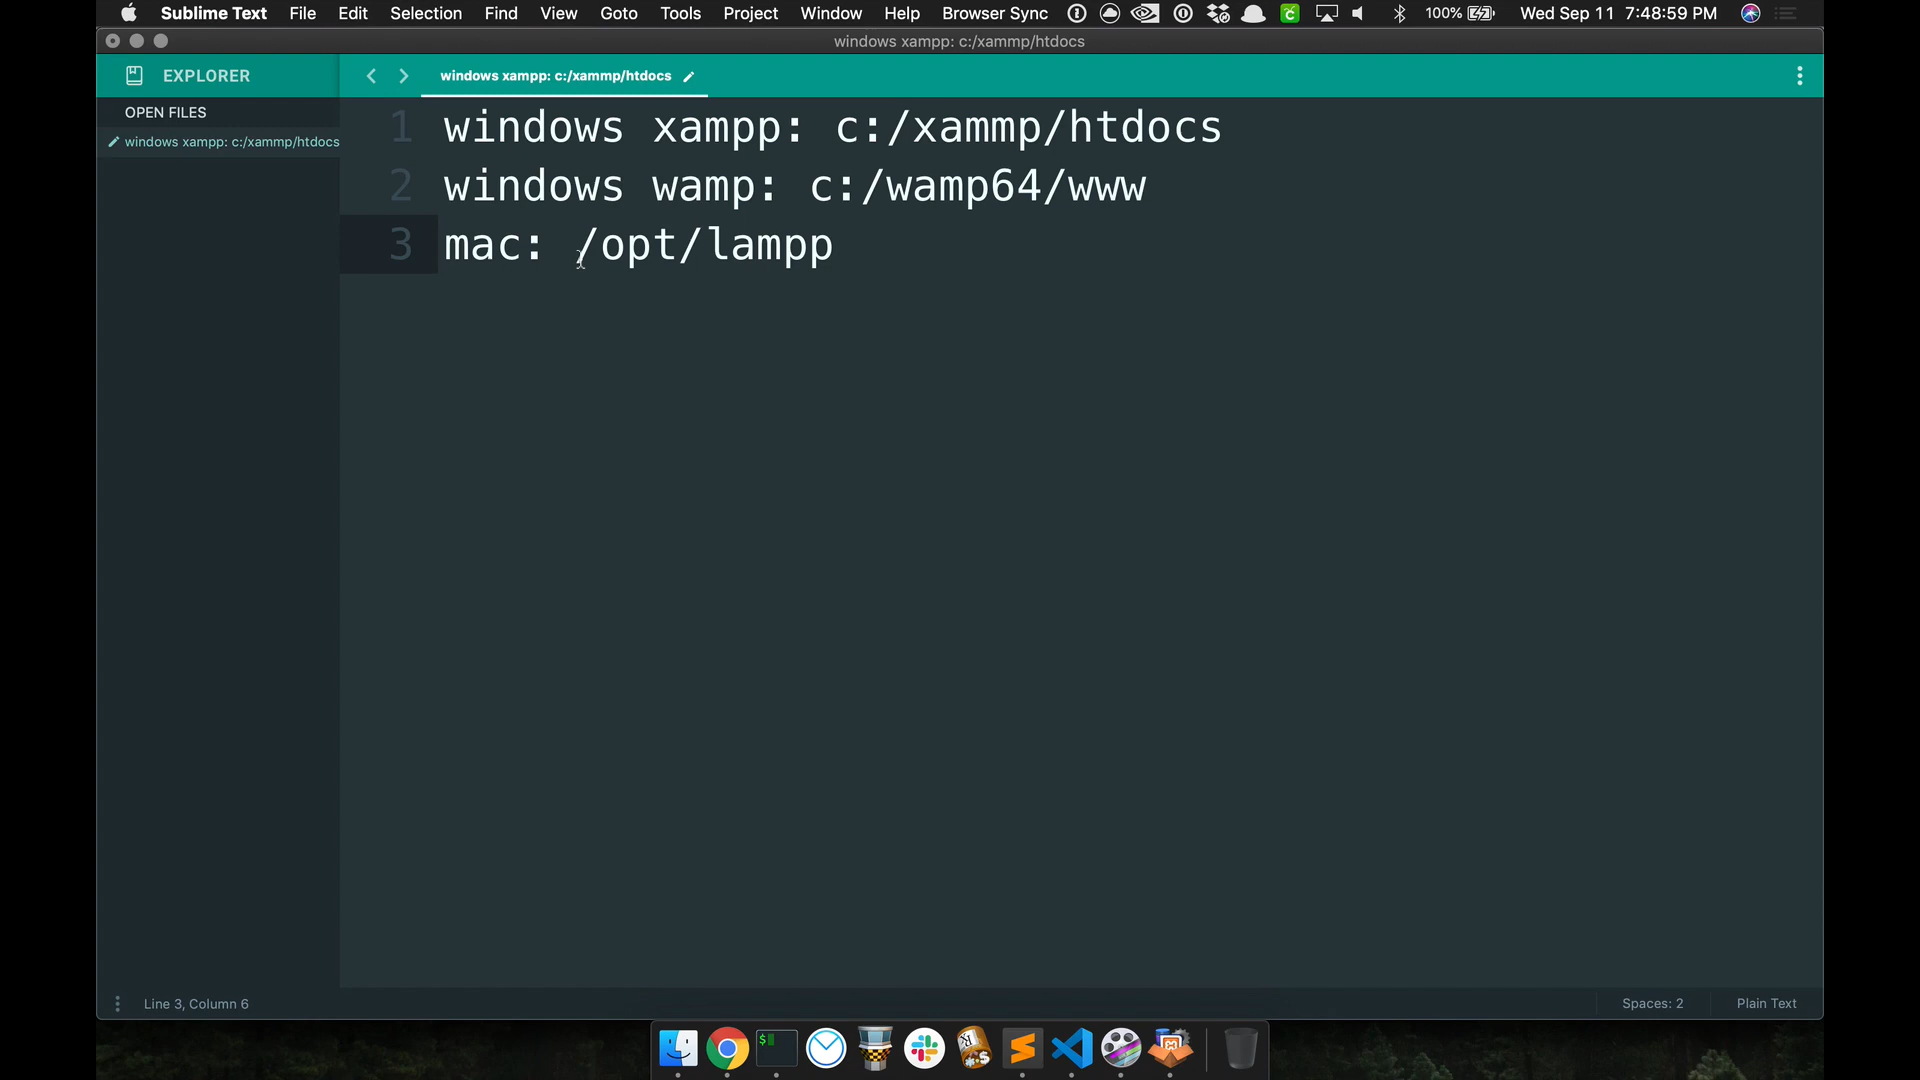 Sublime Text File Edit Selection Find View Goto Tools Project Window Help Browser Sync 100% Wed Sep 11 7:48:59 PM
windows xampp: c:/xammp/htdocs
EXPLORER
windows xampp: c:/xammp/htdocs
OPEN FILES
windows xampp: c:/xammp/htdocs
1 windows xampp: c:/xammp/htdocs
2 windows wamp: c:/wamp64/www
3 mac: /opt/lampp
Line 3, Column 6
Spaces: 2
Plain Text